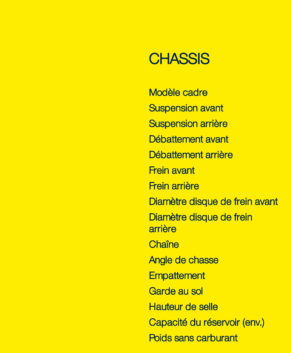 CHASSIS
Modèle cadre
Suspension avant
Suspension arrière
Débattement avant
Débattement arrière
Frein avant
Frein arrière
Diamètre disque de frein avant
Diamètre disque de frein
arrière
Chaîne
Angle de chasse
Empattement
Garde au sol
Hauteur de selle
Capacité du réservoir (env.)
Poids sans carburant